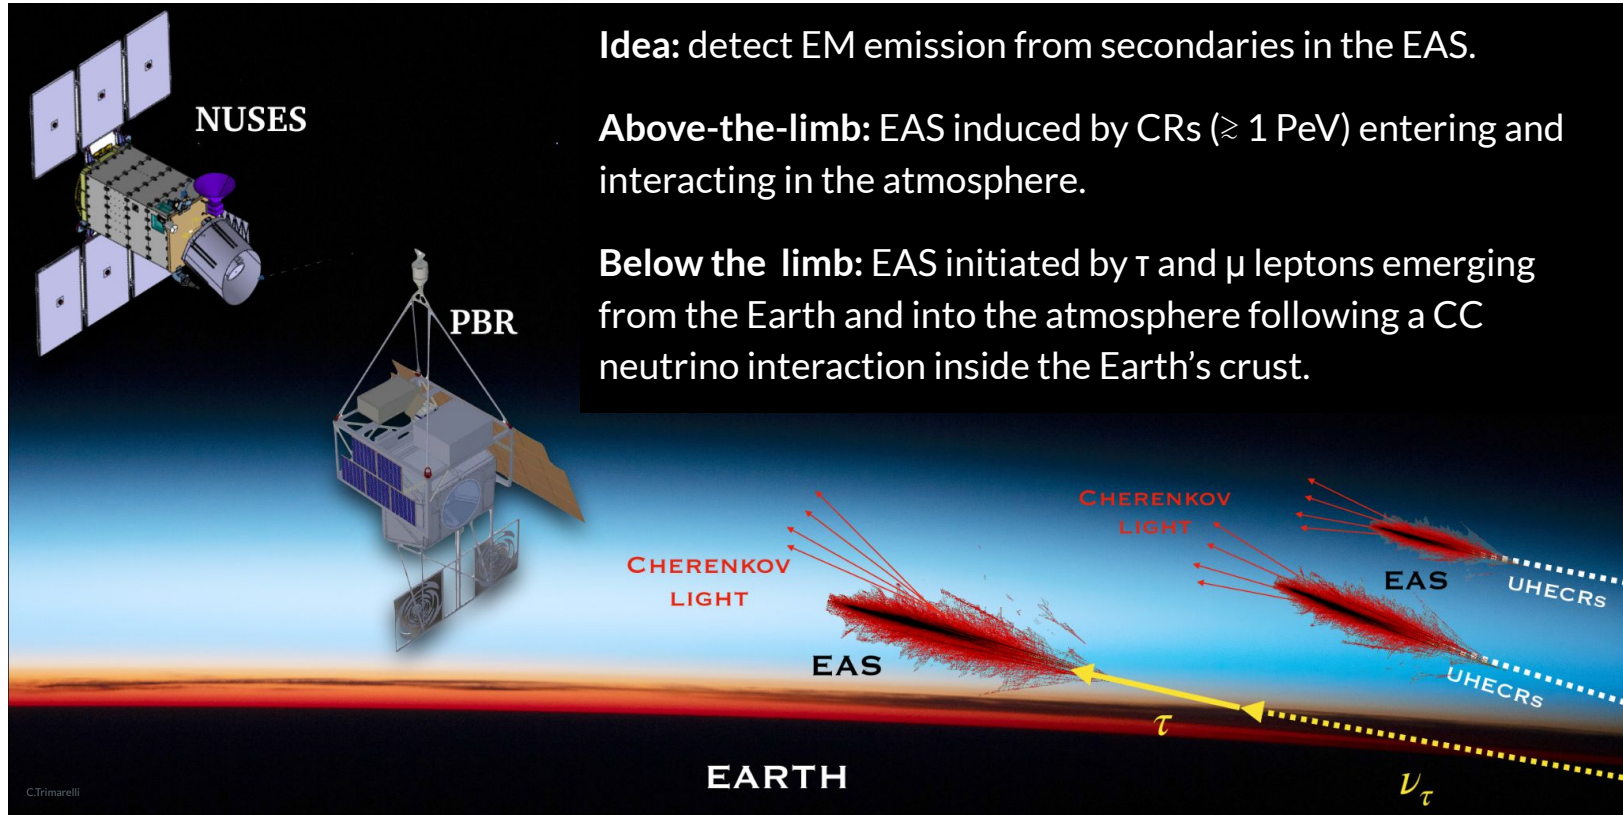 Idea: detect EM emission from secondaries in the EAS.
Above-the-limb: EAS induced by CRs (≳ 1 PeV) entering and
interacting in the atmosphere.
Below the  limb: EAS initiated by τ and μ leptons emerging
from the Earth and into the atmosphere following a CC
neutrino interaction inside the Earth’s crust.
NUSES
PBR
CHERENKOV
LIGHT
EAS
CHERENKOV
LIGHT
EAS
UHECRs
UHECRs
τ
ντ
EARTH
C.Trimarelli